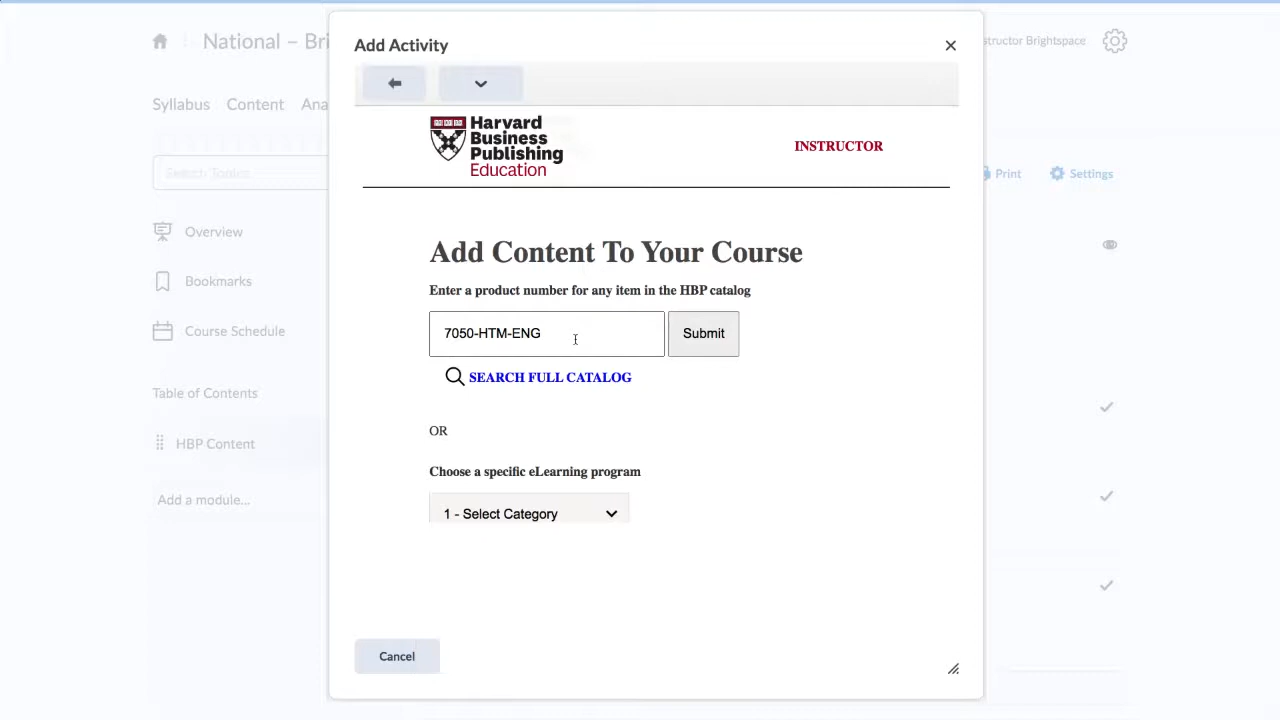 National – Bri
Add Activity
structor Brightspace
Syllabus Content Ana
Harvard
Business
Publishing
Education
INSTRUCTOR
Search Topics
Print Settings
Overview
Add Content To Your Course
Bookmarks
Enter a product number for any item in the HBP catalog
Course Schedule
7050-HTM-ENG Submit
SEARCH FULL CATALOG
Table of Contents
OR
HBP Content
Choose a specific eLearning program
Add a module...
1 - Select Category
Cancel